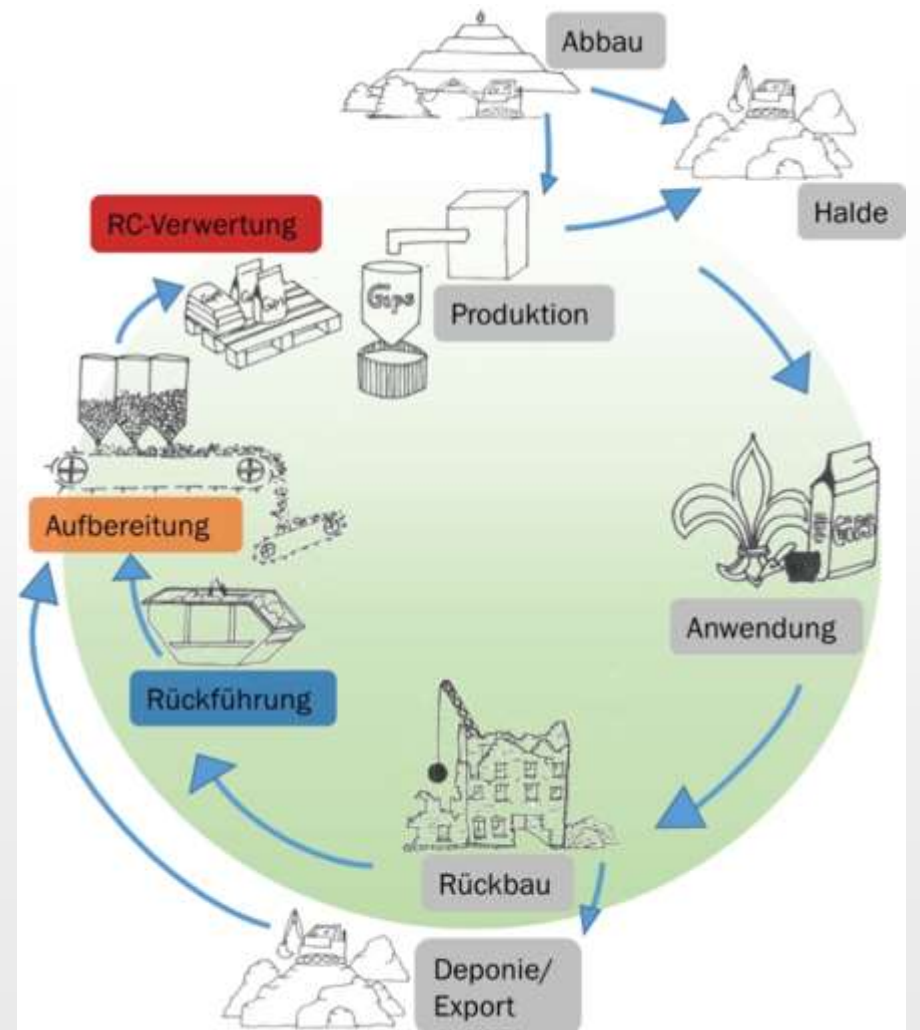 Abbau
Halde
RC-Verwertung
Gips
Produktion
Aufbereitung
Anwendung
Rückführung
Rückbau
Deponie/
Export